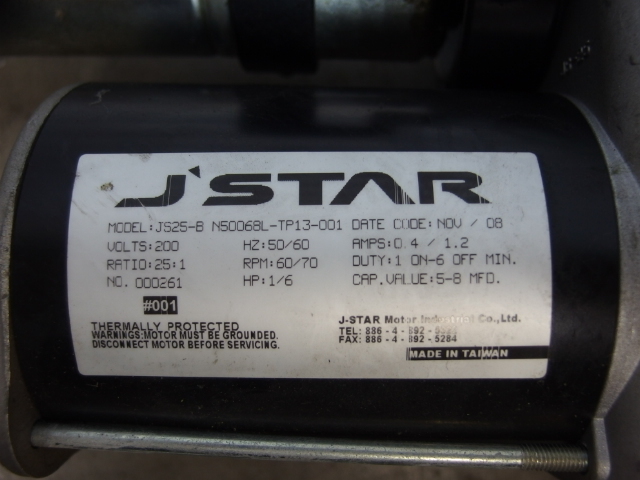 J'STAR
MODEL:JS25-B N50068L-TP13-001 DATE CODE:NOV / 08
VOLTS:200 HZ:50/60 AMPS:0.4 / 1.2
RATIO:25:1 RPM:60/70 DUTY:1 ON-6 OFF MIN.
NO. 000261 HP:1/6 CAP.VALUE:5-8 MFD.
#001
THERMALLY PROTECTED
WARNINGS:MOTOR MUST BE GROUNDED.
DISCONNECT MOTOR BEFORE SERVICING.
J-STAR Motor Industrial Co.,Ltd.
TEL: 886 - 4 - 892 -
FAX: 886 - 4 - 892 - 5284
MADE IN TAIWAN